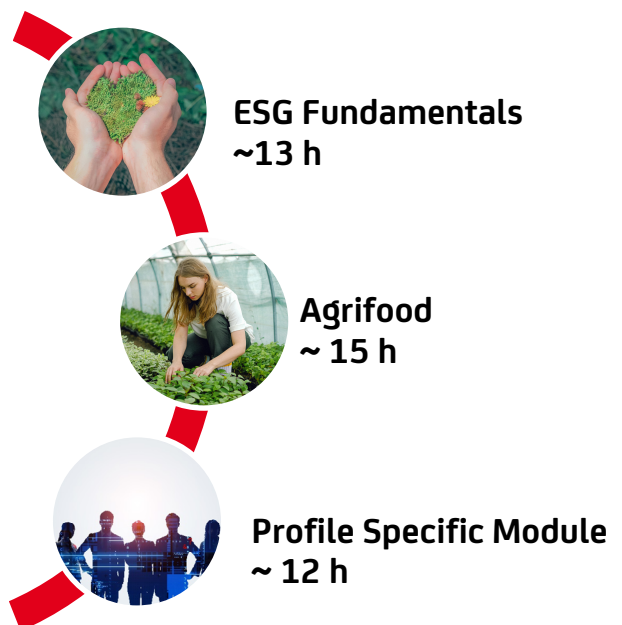 ESG Fundamentals
~13 h
Agrifood
~ 15 h
Profile Specific Module
~ 12 h